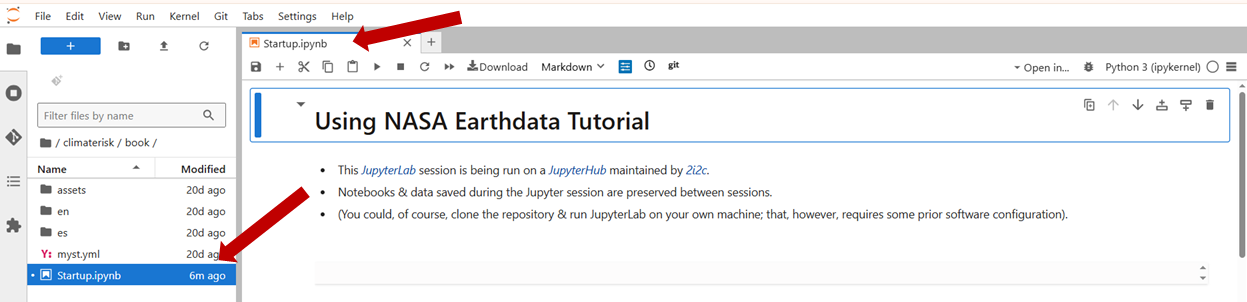 File Edit View Run Kernel Git Tabs Settings Help
+
Filter files by name
/ climaterisk / book /
Name Modified
assets 20d ago
en 20d ago
es 20d ago
Y: myst.yml 20d ago
Startup.ipynb 6m ago
Startup.ipynb × +
Download Markdown git Open in... Python 3 (ipykernel)
Using NASA Earthdata Tutorial
• This JupyterLab session is being run on a JupyterHub maintained by 2i2c.
• Notebooks & data saved during the Jupyter session are preserved between sessions.
• (You could, of course, clone the repository & run JupyterLab on your own machine; that, however, requires some prior software configuration).